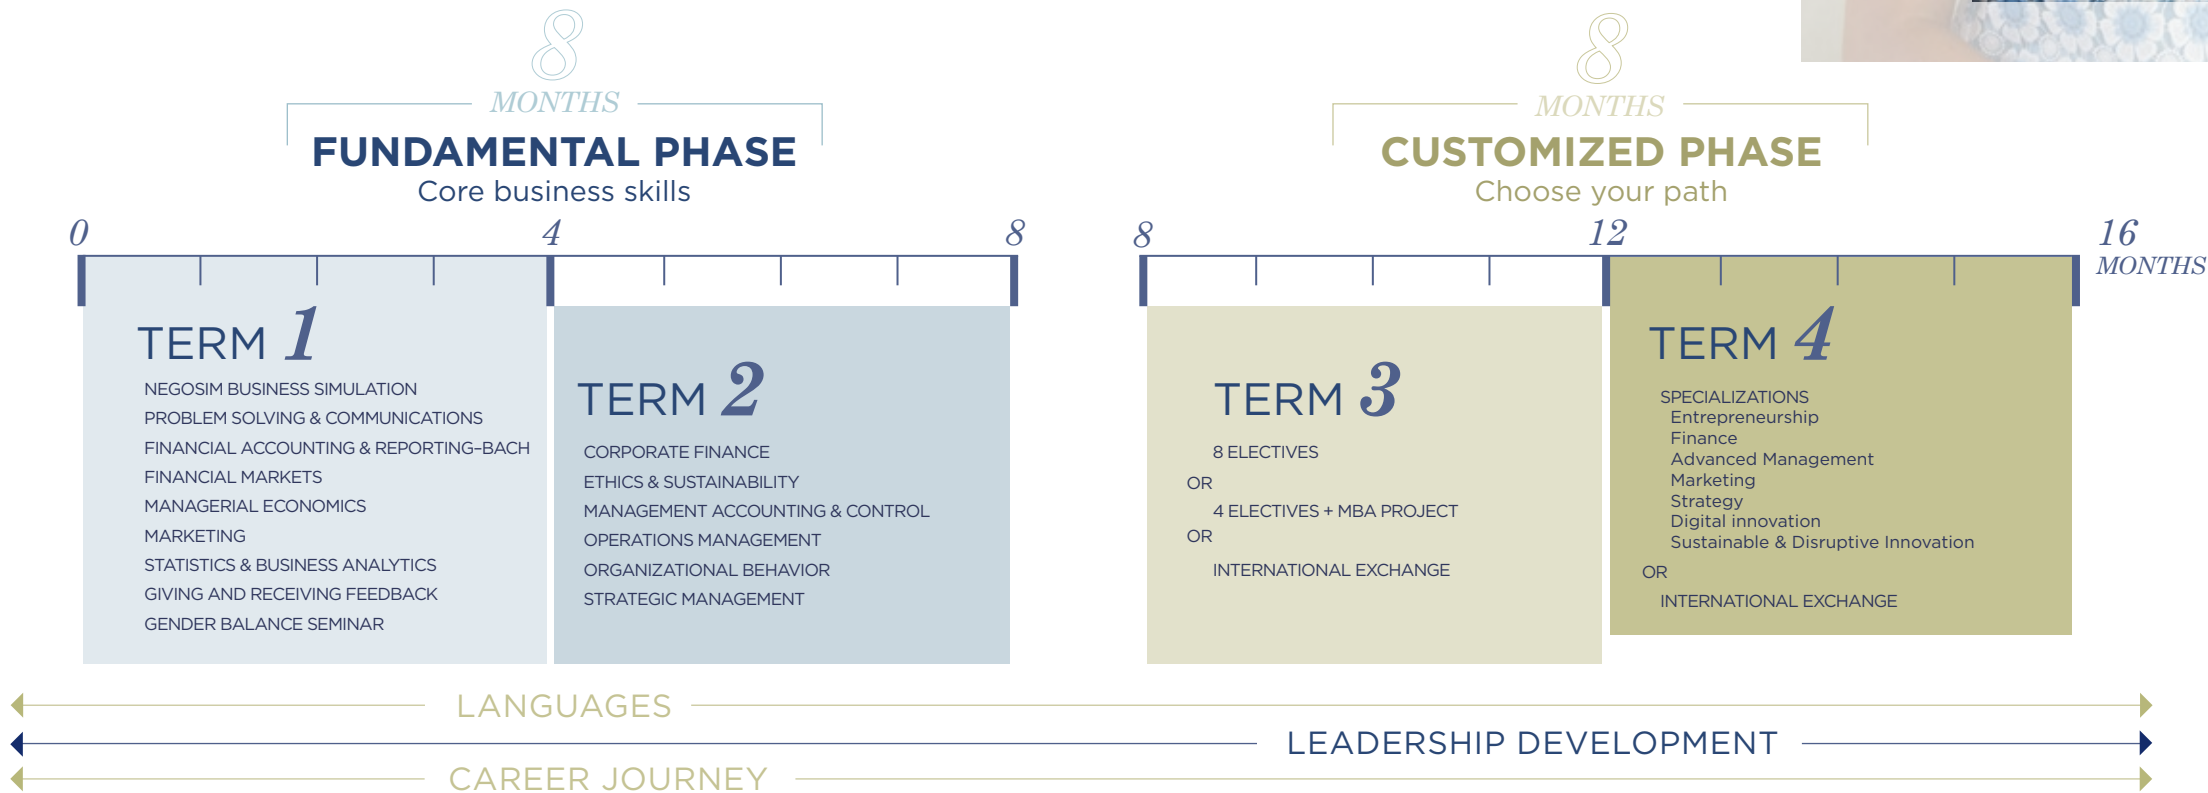 8
MONTHS
FUNDAMENTAL PHASE
Core business skills
0
4
8
TERM 1
NEGOSIM BUSINESS SIMULATION
PROBLEM SOLVING & COMMUNICATIONS
FINANCIAL ACCOUNTING & REPORTING–BACH
FINANCIAL MARKETS
MANAGERIAL ECONOMICS
MARKETING
STATISTICS & BUSINESS ANALYTICS
GIVING AND RECEIVING FEEDBACK
GENDER BALANCE SEMINAR
TERM 2
CORPORATE FINANCE
ETHICS & SUSTAINABILITY
MANAGEMENT ACCOUNTING & CONTROL
OPERATIONS MANAGEMENT
ORGANIZATIONAL BEHAVIOR
STRATEGIC MANAGEMENT
8
MONTHS
CUSTOMIZED PHASE
Choose your path
8
12
16
MONTHS
TERM 3
8 ELECTIVES
OR
4 ELECTIVES + MBA PROJECT
OR
INTERNATIONAL EXCHANGE
TERM 4
SPECIALIZATIONS
Entrepreneurship
Finance
Advanced Management
Marketing
Strategy
Digital innovation
Sustainable & Disruptive Innovation
OR
INTERNATIONAL EXCHANGE
LANGUAGES
LEADERSHIP DEVELOPMENT
CAREER JOURNEY